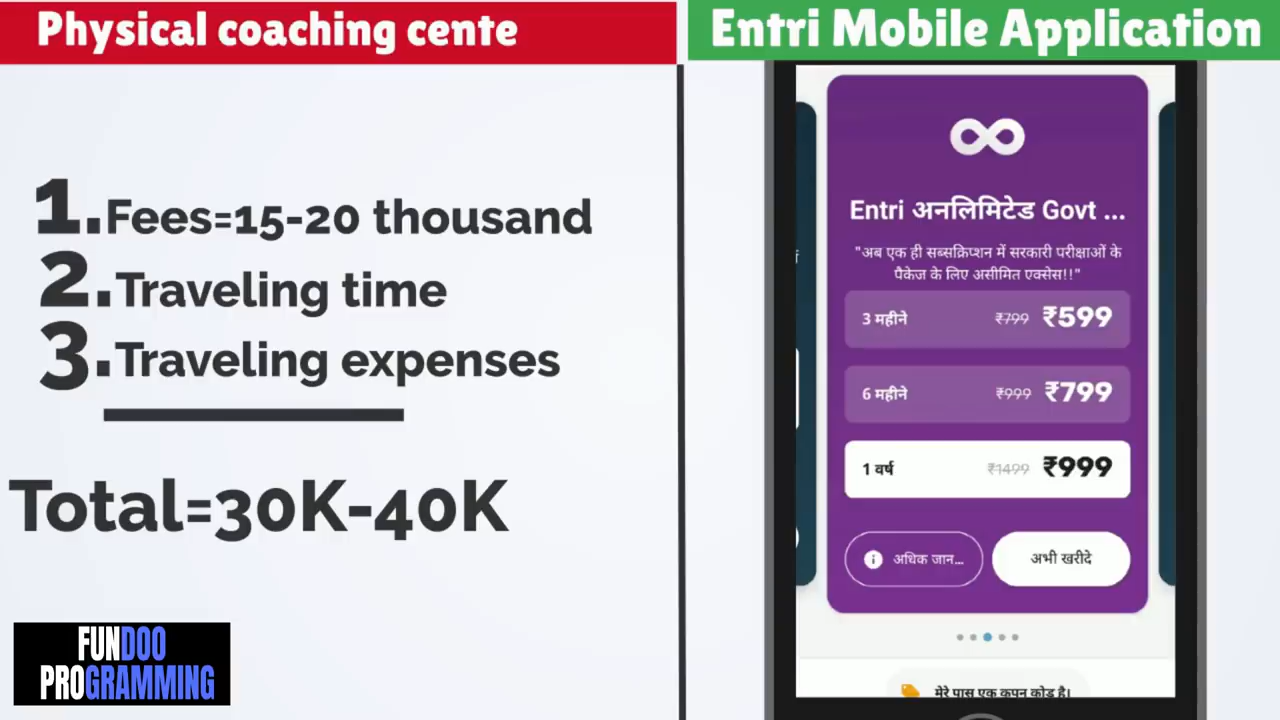 Physical coaching cente
1.Fees=15-20 thousand
2.Traveling time
3.Traveling expenses
Total=30K-40K
FUNDOO
PROGRAMMING
Entri Mobile Application
Entri अनलिमिटेड Govt ...
"अब एक ही सब्सक्रिप्शन में सरकारी परीक्षाओं के
पैकेज के लिए असीमित एक्सेस!!"
3 महीने ₹799 ₹599
6 महीने ₹999 ₹799
1 वर्ष ₹1499 ₹999
अधिक जान... अभी खरीदे
मेरे पास एक कूपन कोड है।